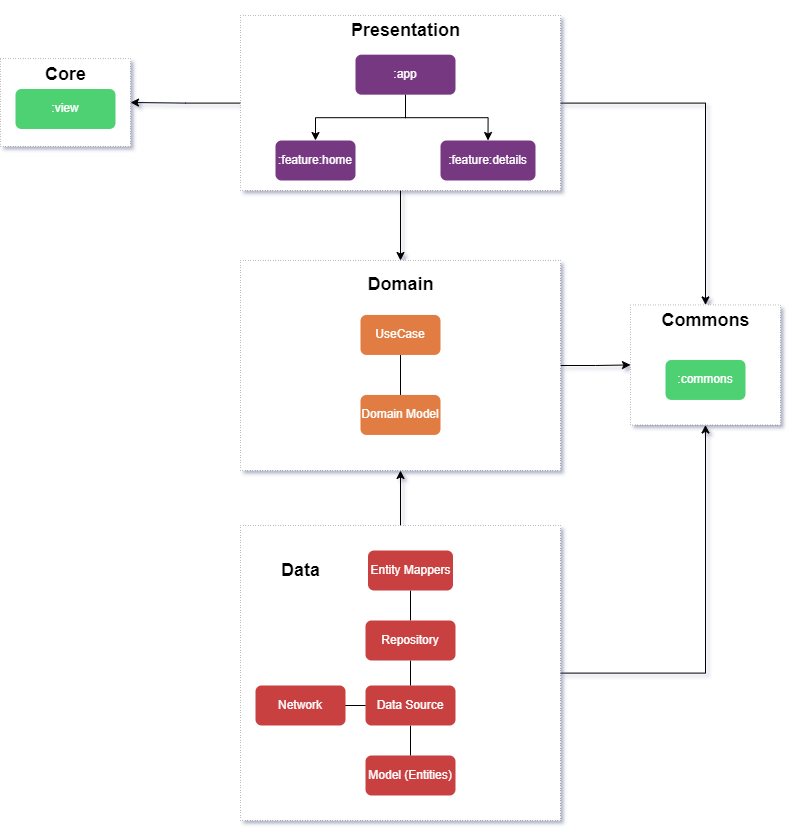 Presentation
:app
:feature:home
:feature:details
Core
:view
Domain
UseCase
Domain Model
Commons
:commons
Data
Entity Mappers
Repository
Network
Data Source
Model (Entities)